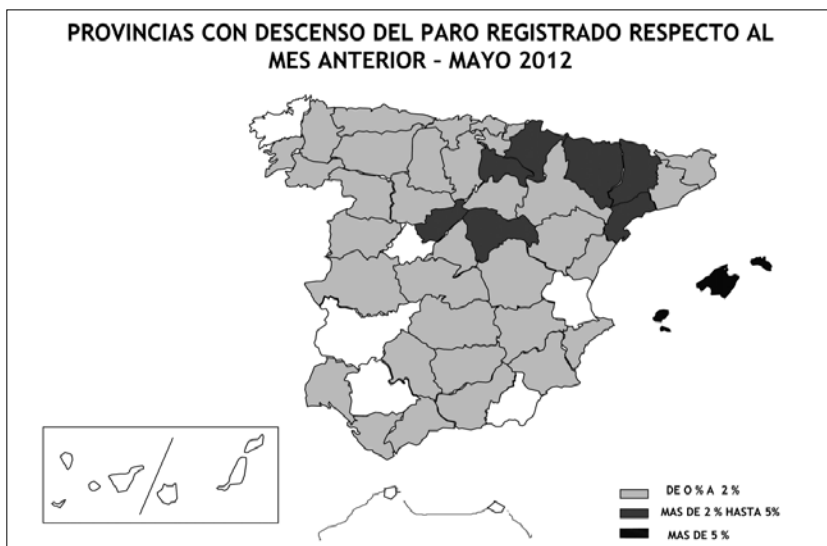 PROVINCIAS CON DESCENSO DEL PARO REGISTRADO RESPECTO AL
MES ANTERIOR – MAYO 2012
DE 0 % A 2 %
MAS DE 2 % HASTA 5%
MAS DE 5 %